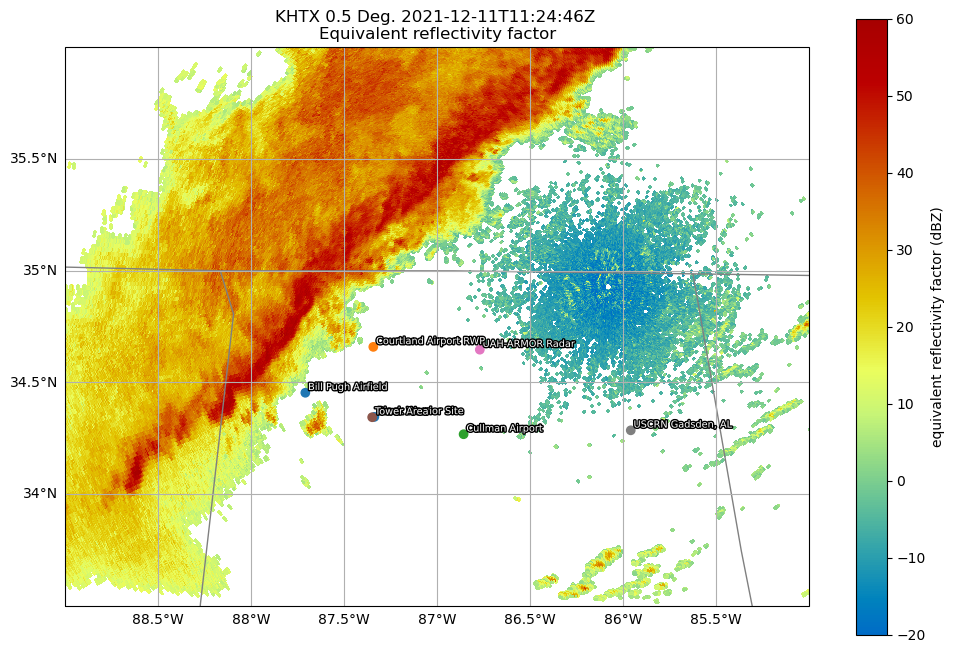 KHTX 0.5 Deg. 2021-12-11T11:24:46Z
Equivalent reflectivity factor
60
50
40
30
20
10
0
−10
−20
equivalent reflectivity factor (dBZ)
35.5°N
35°N
34.5°N
34°N
Courtland Airport RWP
UAH-ARMOR Radar
Bill Pugh Airfield
Tower Site
Cullman Airport
USCRN Gadsden, AL
88.5°W 88°W 87.5°W 87°W 86.5°W 86°W 85.5°W